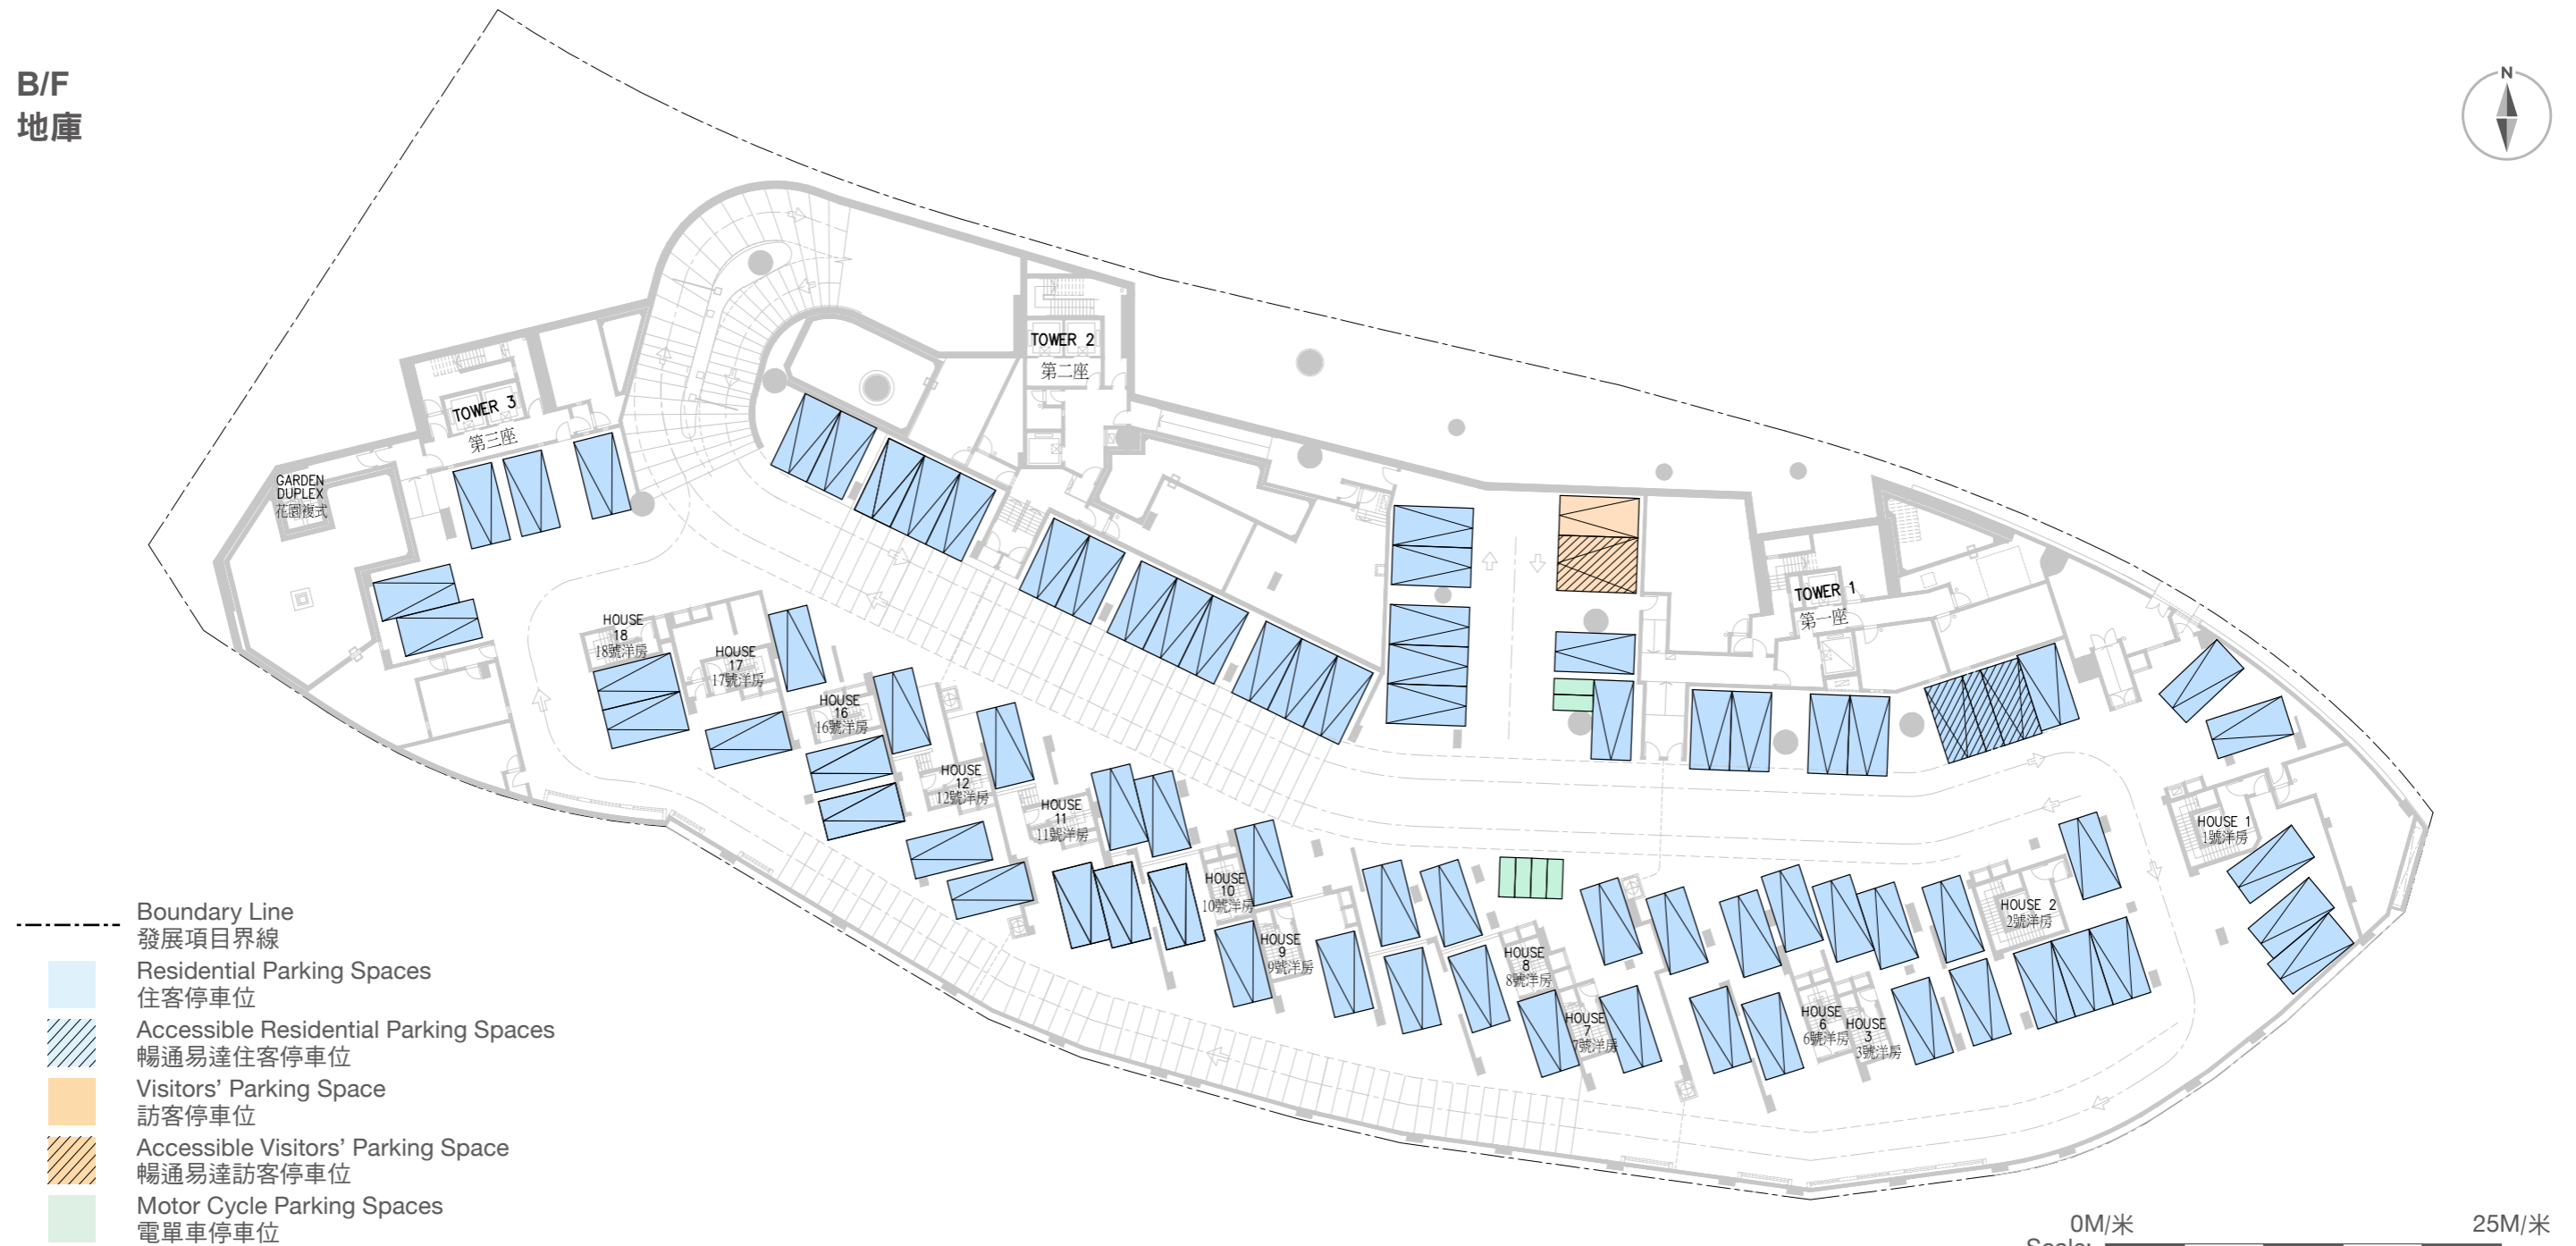 B/F
地庫
N
TOWER 2
第二座
TOWER 3
第三座
GARDEN
DUPLEX
花園複式
TOWER 1
第一座
HOUSE
18
18號洋房
HOUSE
17
17號洋房
HOUSE
16
16號洋房
HOUSE
12
12號洋房
HOUSE
11
11號洋房
HOUSE
10
10號洋房
HOUSE
9
9號洋房
HOUSE
8
8號洋房
HOUSE
7
7號洋房
HOUSE
6
6號洋房
HOUSE
3
3號洋房
HOUSE 2
2號洋房
HOUSE 1
1號洋房
Boundary Line
發展項目界線
Residential Parking Spaces
住客停車位
Accessible Residential Parking Spaces
暢通易達住客停車位
Visitors’ Parking Space
訪客停車位
Accessible Visitors’ Parking Space
暢通易達訪客停車位
Motor Cycle Parking Spaces
電單車停車位
0M/米 25M/米
Scale: